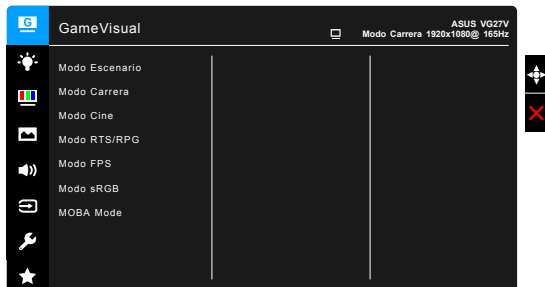 G
GameVisual
ASUS VG27V
Modo Carrera 1920x1080@ 165Hz
Modo Escenario
Modo Carrera
Modo Cine
Modo RTS/RPG
Modo FPS
Modo sRGB
MOBA Mode